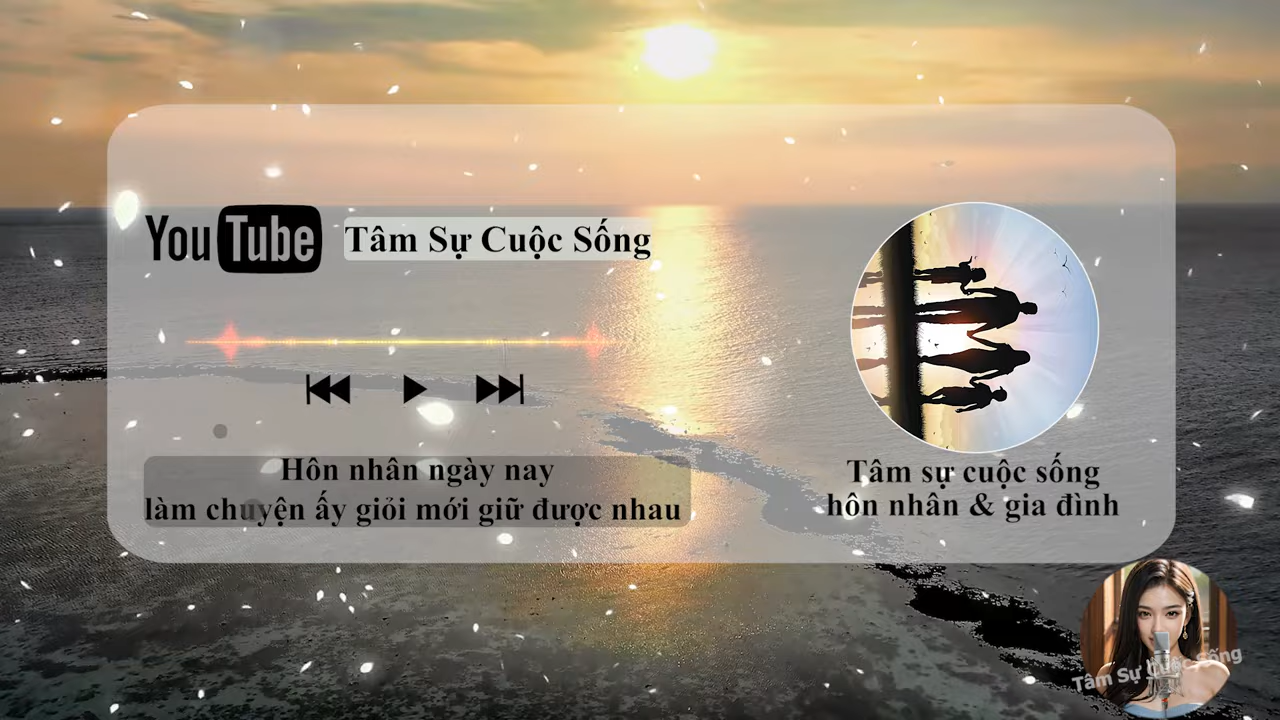 YouTube Tâm Sự Cuộc Sống
Hôn nhân ngày nay
làm chuyện ấy giỏi mới giữ được nhau
Tâm sự cuộc sống
hôn nhân & gia đình
Tâm Sự Cuộc Sống